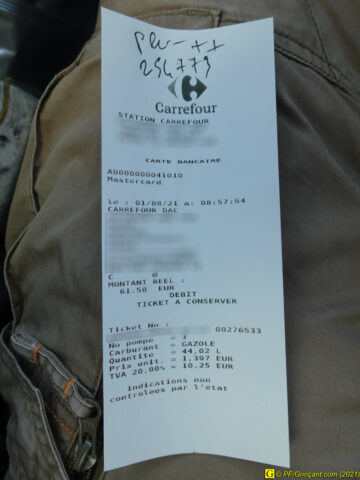 294779
Carrefour
STATION CARREFOUR
CARTE BANCAIRE
A0000000041010
Mastercard
le : 01/08/21 a: 08:57:54
CARREFOUR DAC
C @
MONTANT REEL :
61.50 EUR
DEBIT
TICKET A CONSERVER
Ticket No :
00276533
No pompe = 3
Carburant = GAZOLE
Quantite = 44.02 L
Prix unit. = 1,397 EUR
TVA 20.00% = 10,25 EUR
indications non
controlees par l'etat
© PF/Grinçant.com (2021)